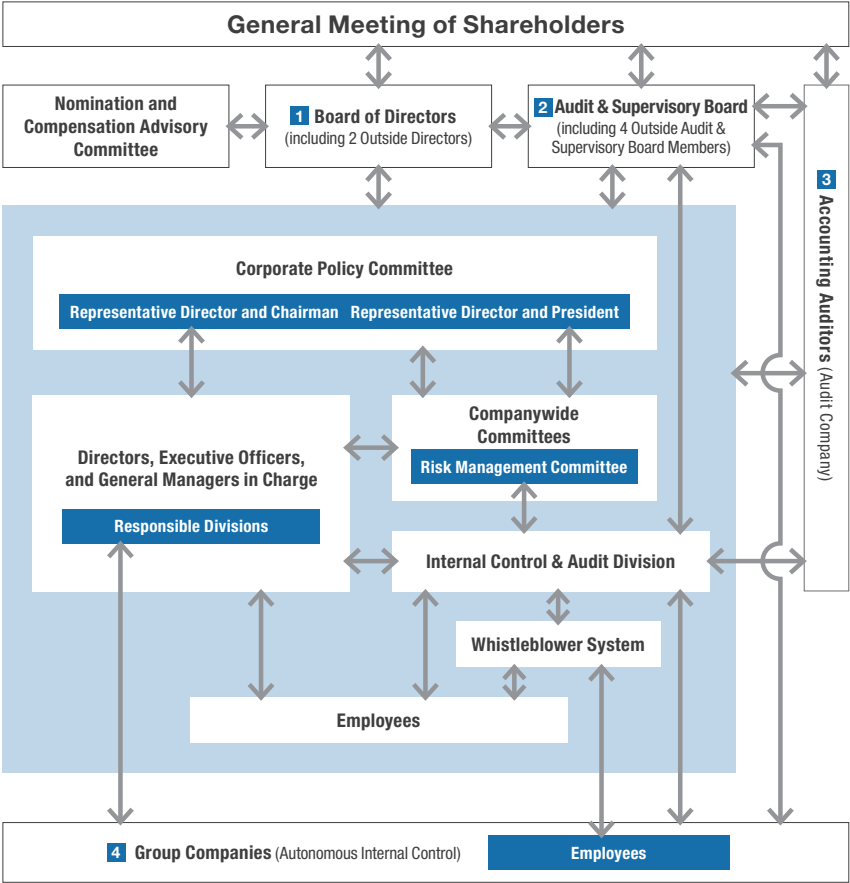 General Meeting of Shareholders
Nomination and
Compensation Advisory
Committee
1 Board of Directors
(including 2 Outside Directors)
2 Audit & Supervisory Board
(including 4 Outside Audit &
Supervisory Board Members)
3 Accounting Auditors (Audit Company)
Corporate Policy Committee
Representative Director and Chairman Representative Director and President
Directors, Executive Officers,
and General Managers in Charge
Responsible Divisions
Companywide
Committees
Risk Management Committee
Internal Control & Audit Division
Whistleblower System
Employees
4 Group Companies (Autonomous Internal Control)
Employees